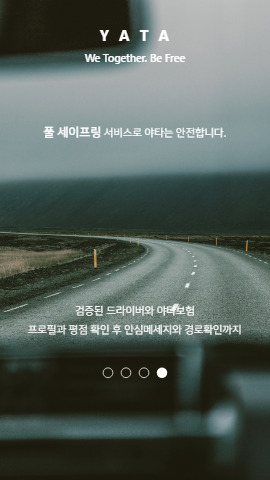 YATA
We Together. Be Free
풀 세이프링 서비스로 야타는 안전합니다.
검증된 드라이버와 야타보험
프로필과 평점 확인 후 안심메세지와 경로확인까지